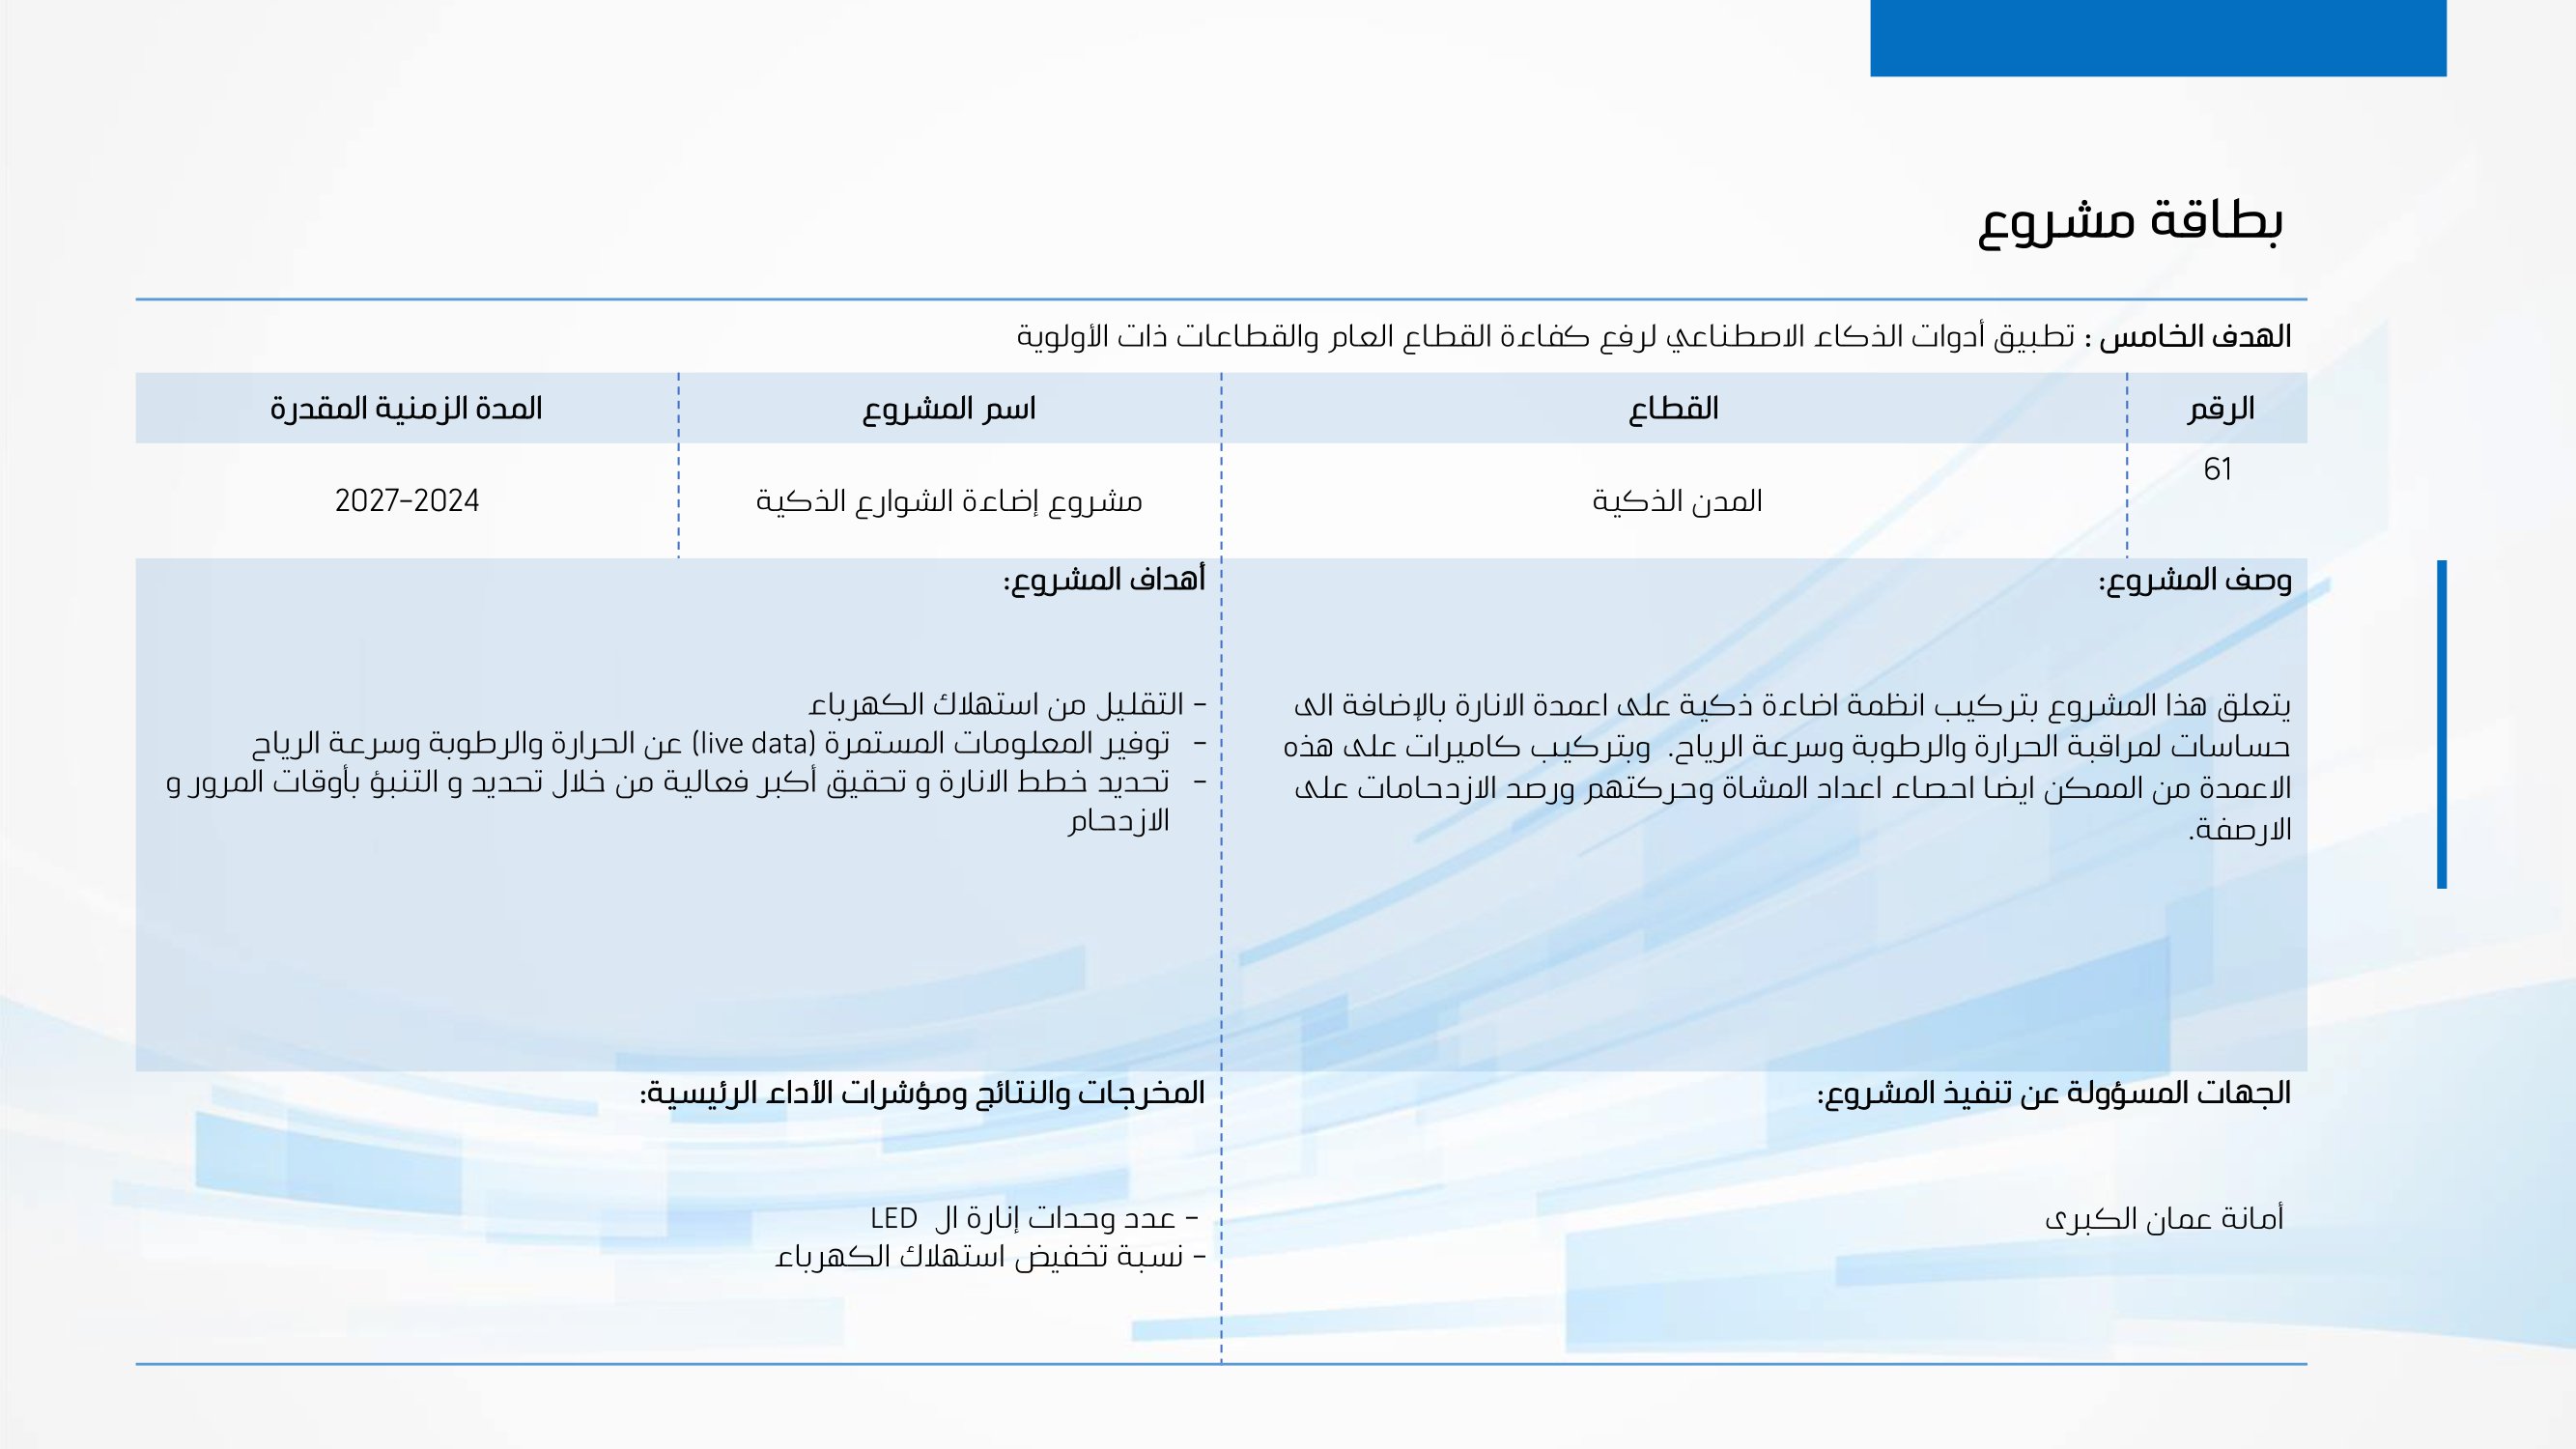 بطاقة مشروع
الهدف الخامس : تطبيق أدوات الذكاء الاصطناعي لرفع كفاءة القطاع العام والقطاعات ذات الأولوية
الرقم
القطاع
اسم المشروع
المدة الزمنية المقدرة
61
المدن الذكية
مشروع إضاءة الشوارع الذكية
2024-2027
وصف المشروع:
يتعلق هذا المشروع بتركيب انظمة اضاءة ذكية على اعمدة الانارة بالإضافة الى
حساسات لمراقبة الحرارة والرطوبة وسرعة الرياح. وبتركيب كاميرات على هذه
الاعمدة من الممكن ايضا احصاء اعداد المشاة وحركتهم ورصد الازدحامات على
الارصفة.
أهداف المشروع:
- التقليل من استهلاك الكهرباء
- توفير المعلومات المستمرة (live data) عن الحرارة والرطوبة وسرعة الرياح
- تحديد خطط الانارة و تحقيق أكبر فعالية من خلال تحديد و التنبؤ بأوقات المرور و
الازدحام
الجهات المسؤولة عن تنفيذ المشروع:
أمانة عمان الكبرى
المخرجات والنتائج ومؤشرات الأداء الرئيسية:
- عدد وحدات إنارة ال LED
- نسبة تخفيض استهلاك الكهرباء